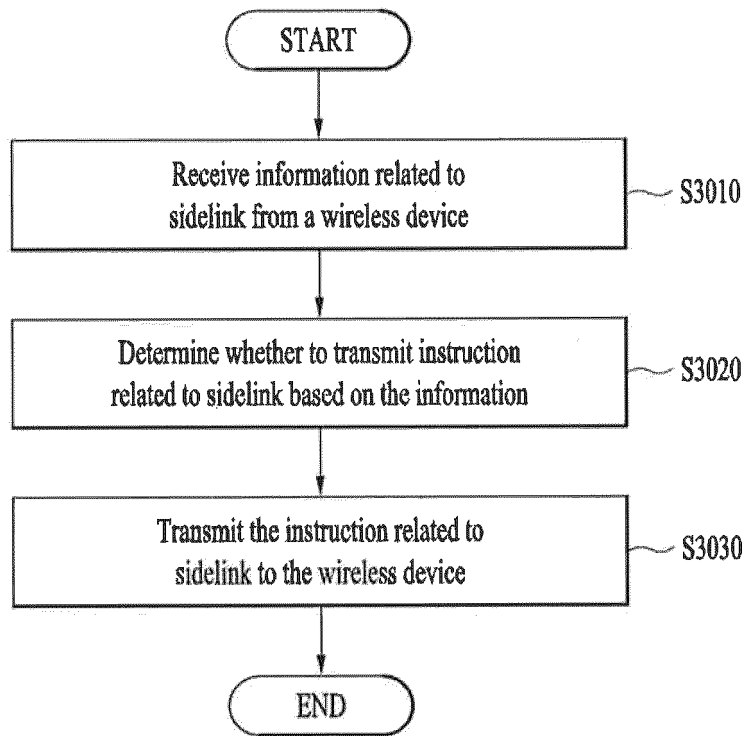 START
Receive information related to
sidelink from a wireless device
S3010
Determine whether to transmit instruction
related to sidelink based on the information
S3020
Transmit the instruction related to
sidelink to the wireless device
S3030
END